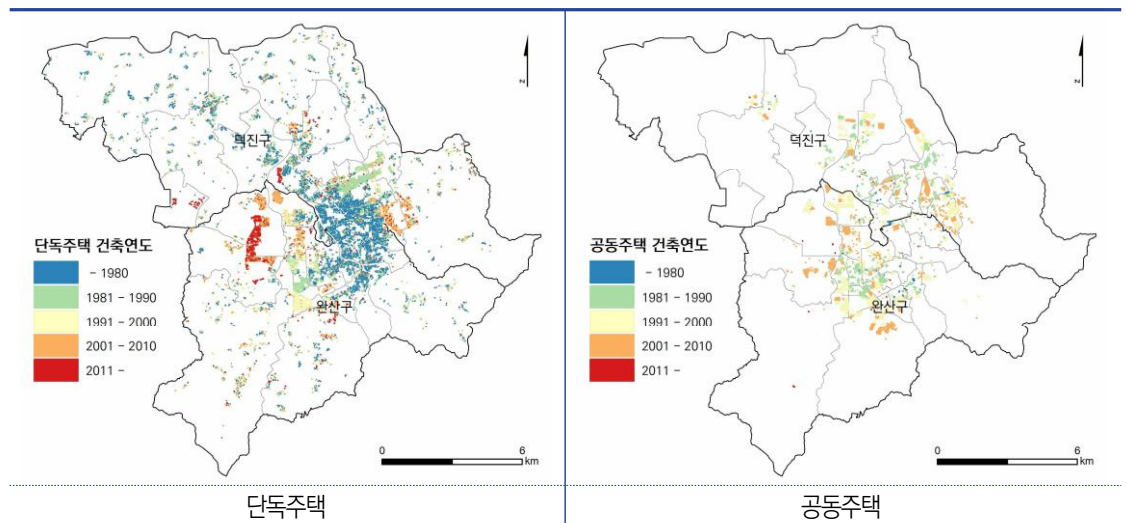 덕진구
완산구
단독주택 건축연도
- 1980
1981 - 1990
1991 - 2000
2001 - 2010
2011 -
N
0 6
km
단독주택
덕진구
완산구
공동주택 건축연도
- 1980
1981 - 1990
1991 - 2000
2001 - 2010
2011 -
N
0 6
km
공동주택